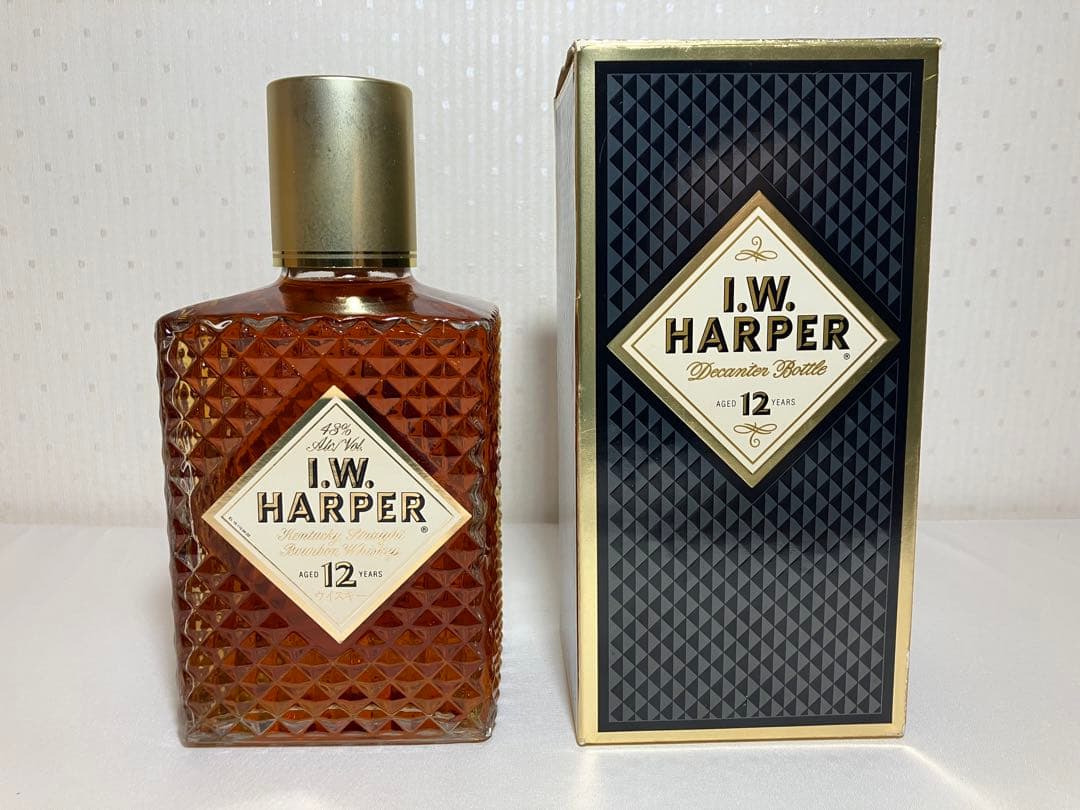 43%
Alc/Vol.
I.W.
HARPER®
Kentucky Straight
Bourbon Whiskey
AGED 12 YEARS
ウイスキー
I.W.
HARPER®
Decanter Bottle
AGED 12 YEARS